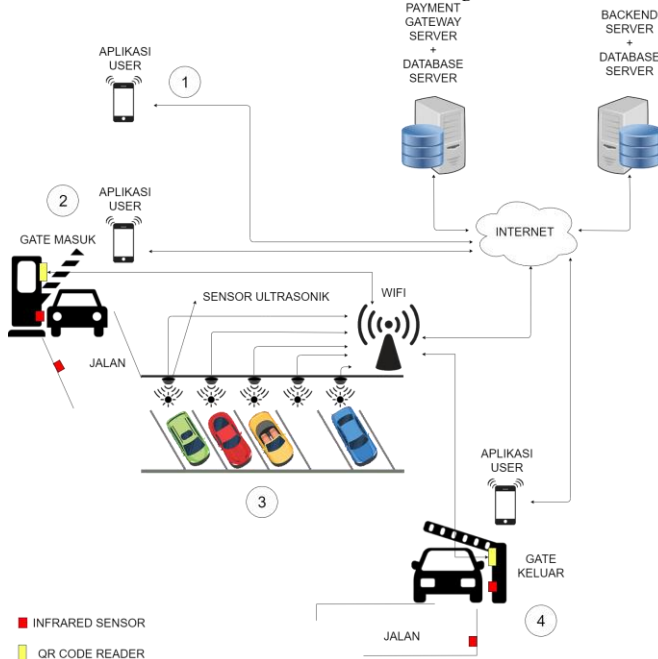 PAYMENT
GATEWAY
SERVER
+
DATABASE
SERVER
BACKEND
SERVER
+
DATABASE
SERVER
APLIKASI
USER
1
2
APLIKASI
USER
GATE MASUK
INTERNET
SENSOR ULTRASONIK
WIFI
JALAN
3
APLIKASI
USER
GATE
KELUAR
4
INFRARED SENSOR
JALAN
QR CODE READER